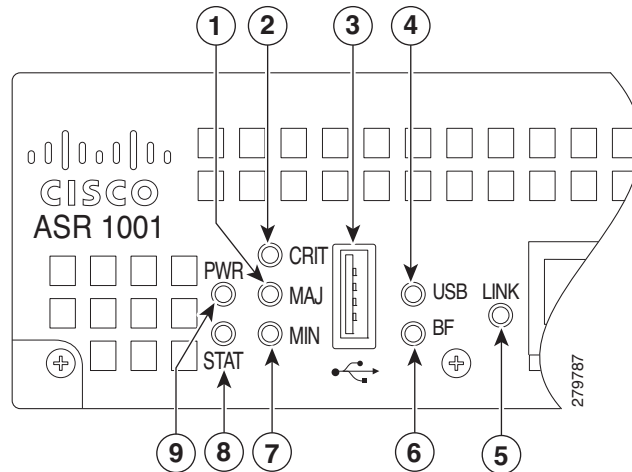 1 2 3 4
CISCO
ASR 1001
PWR
CRIT
MAJ
MIN
STAT
USB
BF
LINK
279787
9 8 7 6 5